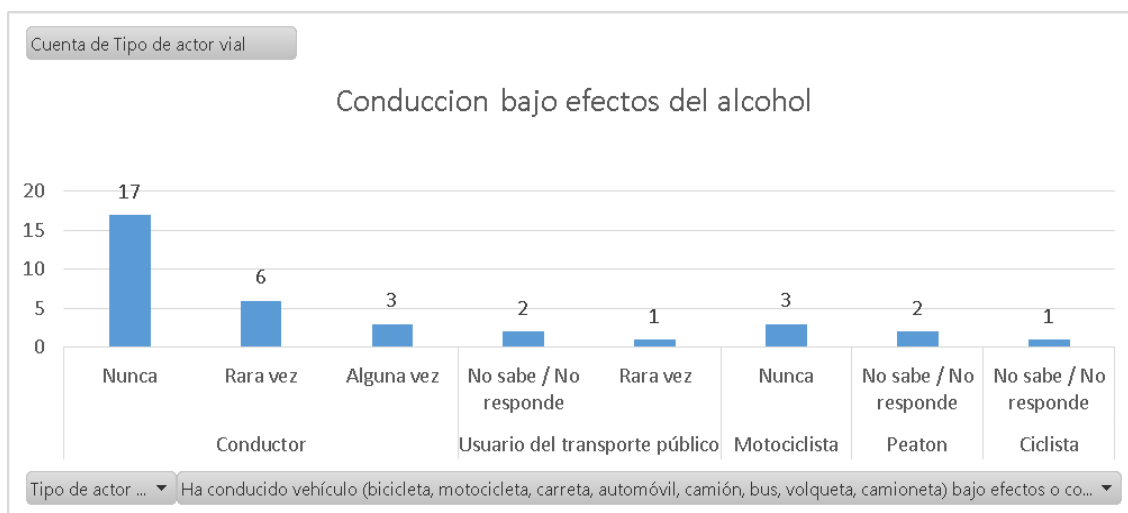 Cuenta de Tipo de actor vial
Conduccion bajo efectos del alcohol
20
15
10
5
0
17
6
3
2
1
3
2
1
Nunca
Rara vez
Alguna vez
No sabe / No
responde
Rara vez
Nunca
No sabe / No
responde
No sabe / No
responde
Conductor
Usuario del transporte público
Motociclista
Peaton
Ciclista
Tipo de actor ...
Ha conducido vehículo (bicicleta, motocicleta, carreta, automóvil, camión, bus, volqueta, camioneta) bajo efectos o co...